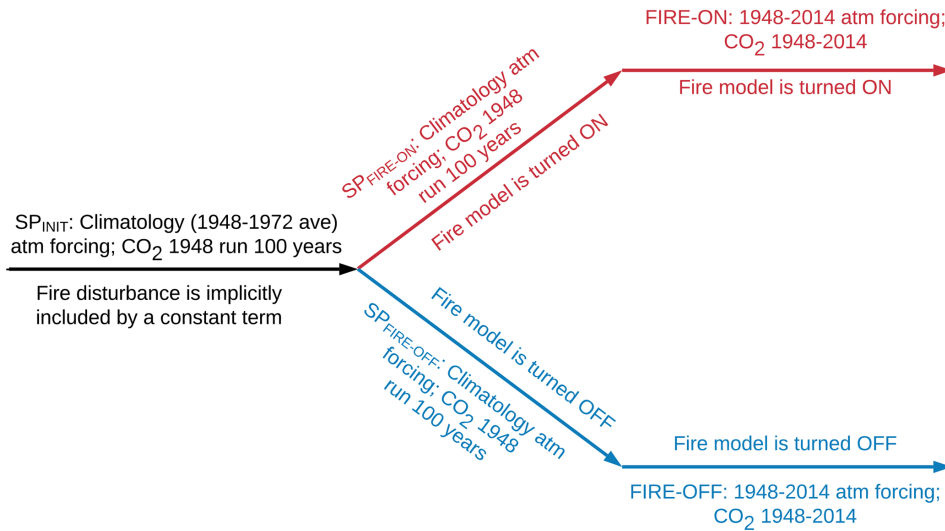 FIRE-ON: 1948-2014 atm forcing;
CO2 1948-2014
Fire model is turned ON
SPFIRE-ON: Climatology atm
forcing; CO2 1948
run 100 years
Fire model is turned ON
SPINIT: Climatology (1948-1972 ave)
atm forcing; CO2 1948 run 100 years
Fire disturbance is implicitly
included by a constant term
Fire model is turned OFF
SPFIRE-OFF: Climatology atm
forcing; CO2 1948
run 100 years
Fire model is turned OFF
FIRE-OFF: 1948-2014 atm forcing;
CO2 1948-2014